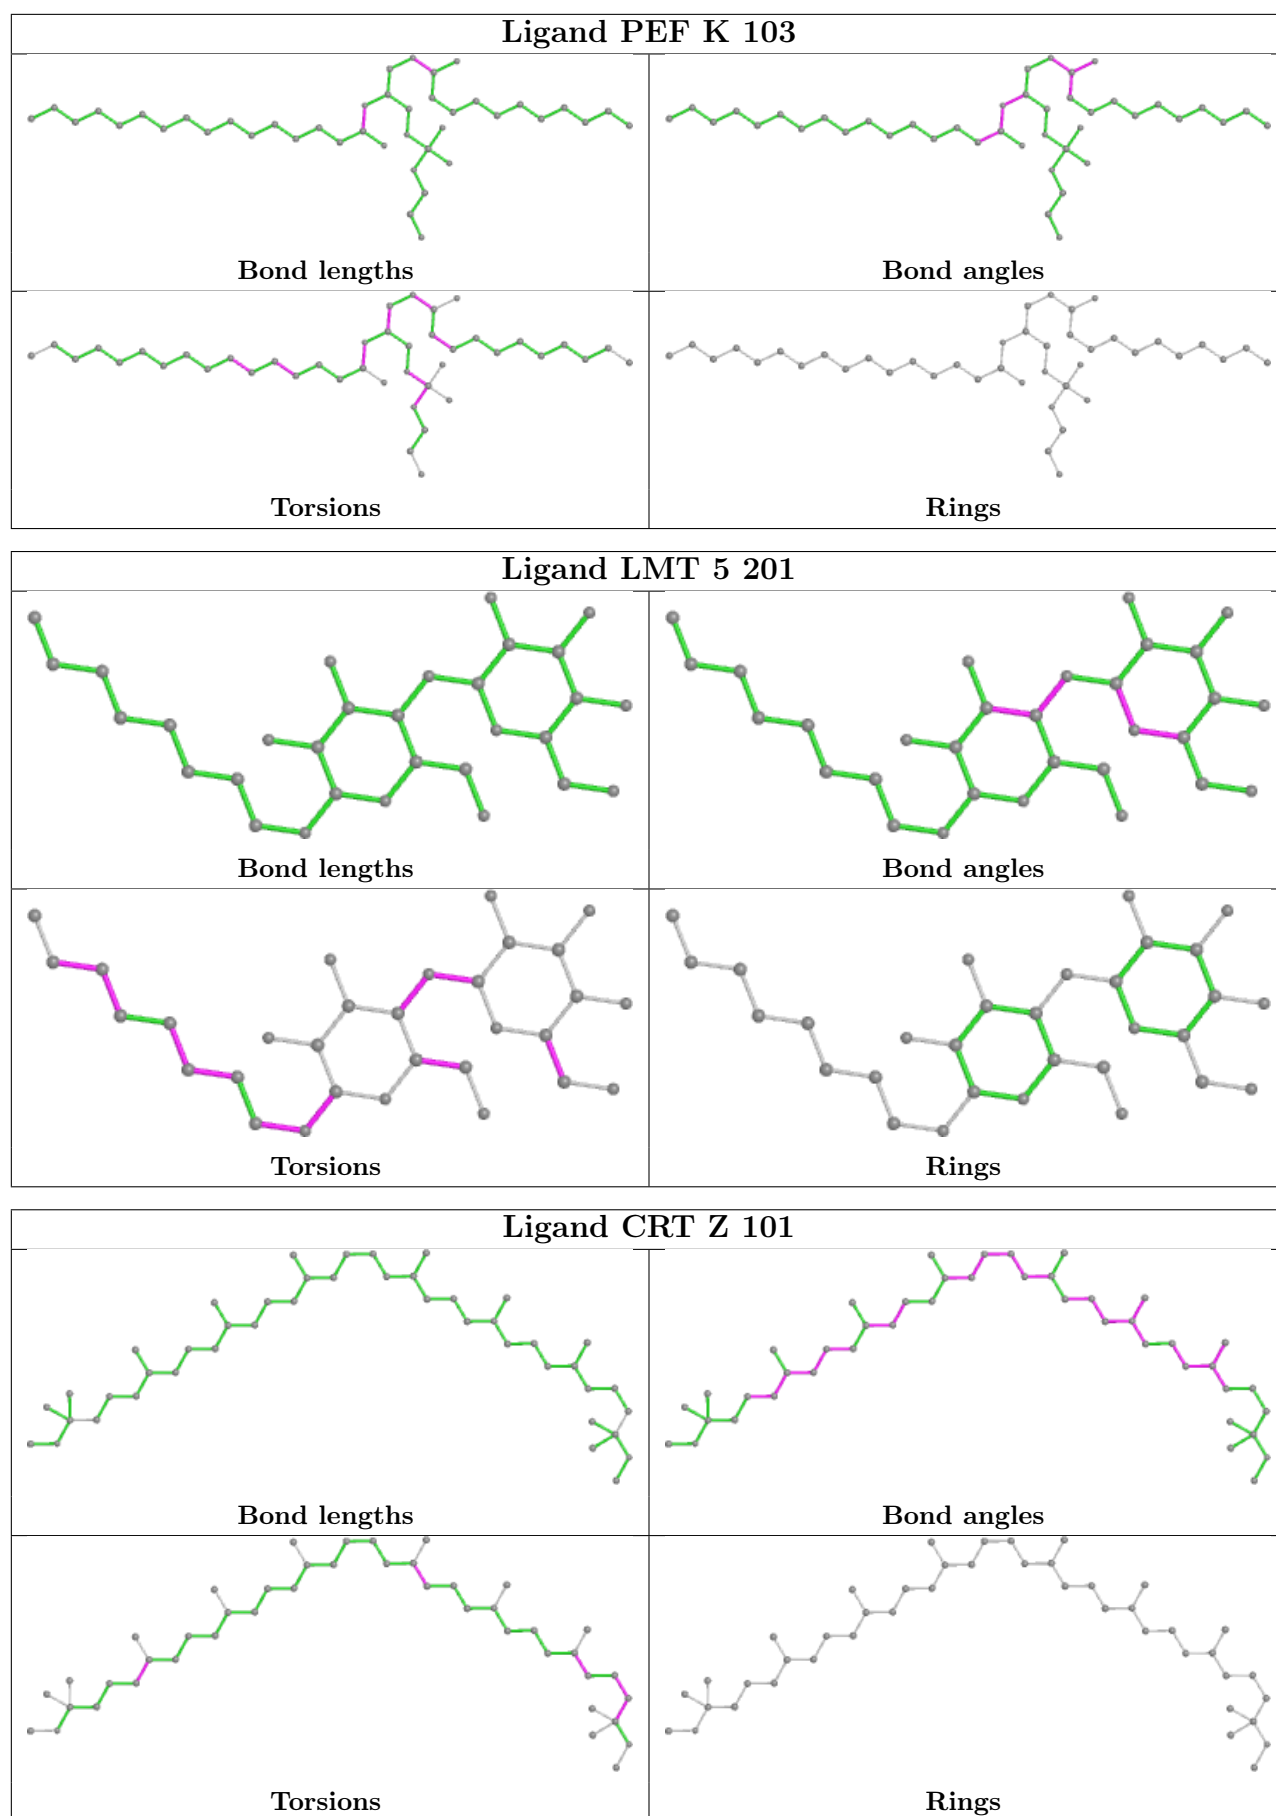 Ligand PEF K 103
Bond lengths
Bond angles
Torsions
Rings
Ligand LMT 5 201
Bond lengths
Bond angles
Torsions
Rings
Ligand CRT Z 101
Bond lengths
Bond angles
Torsions
Rings